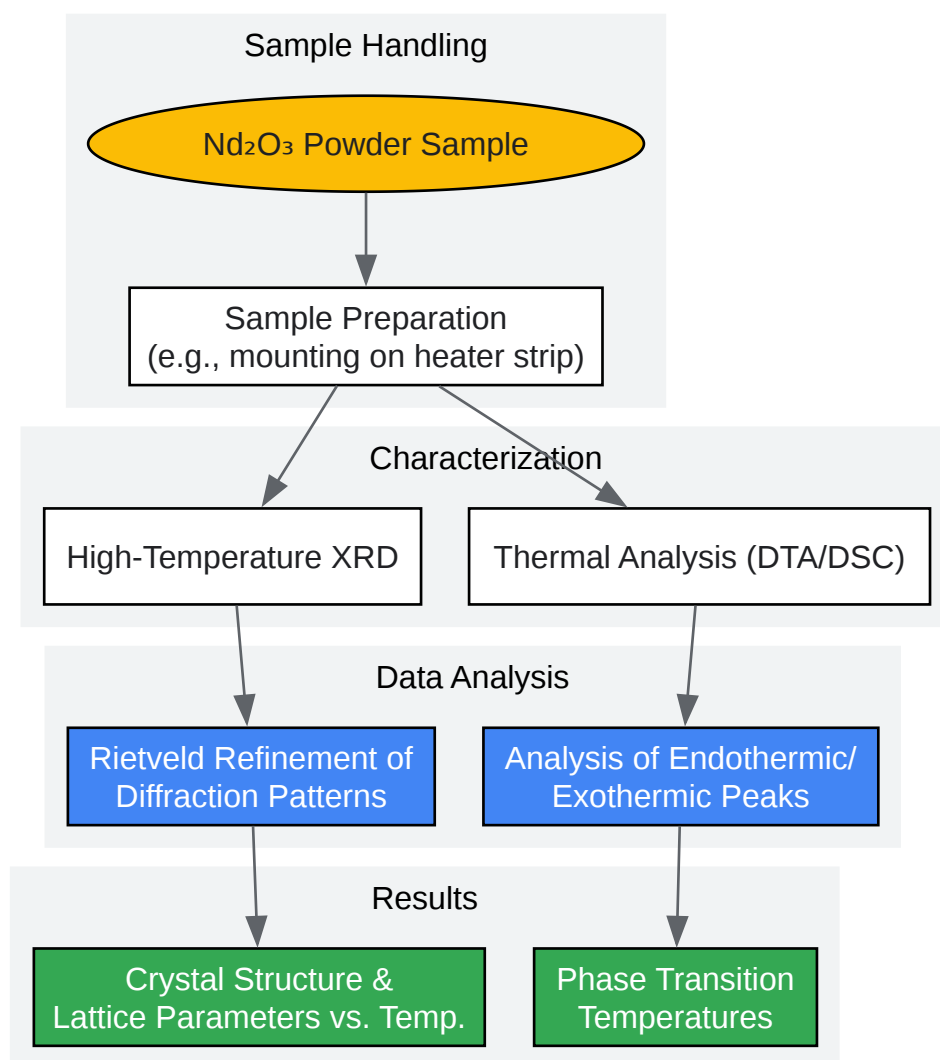 Sample Handling
Nd₂O₃ Powder Sample
Sample Preparation
(e.g., mounting on heater strip)
Characterization
High-Temperature XRD
Thermal Analysis (DTA/DSC)
Data Analysis
Rietveld Refinement of
Diffraction Patterns
Analysis of Endothermic/
Exothermic Peaks
Results
Crystal Structure &
Lattice Parameters vs. Temp.
Phase Transition
Temperatures